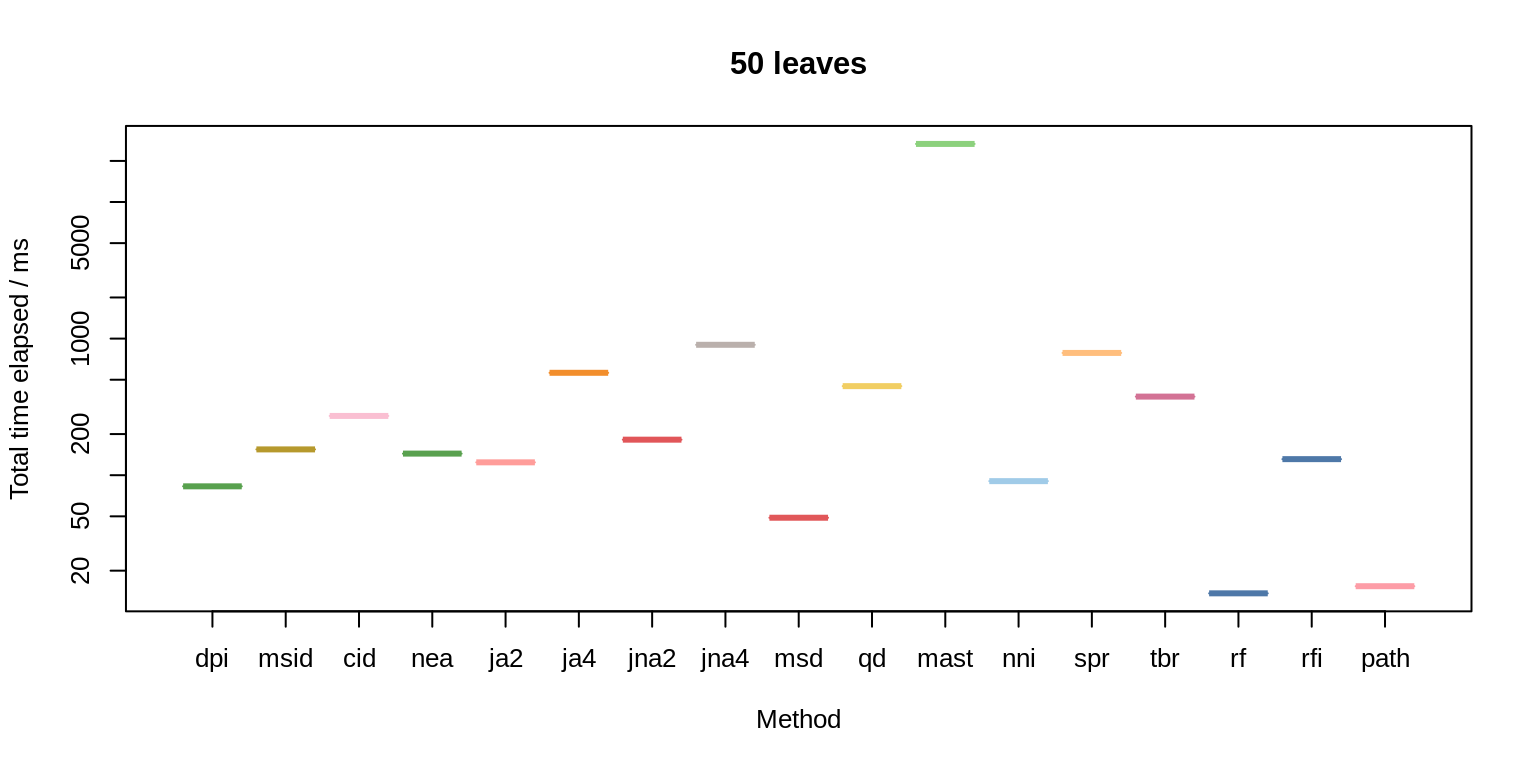 50 leaves
Total time elapsed / ms
5000
1000
200
50
20
dpi msid cid nea ja2 ja4 jna2 jna4 msd qd mast nni spr tbr rf rfi path
Method